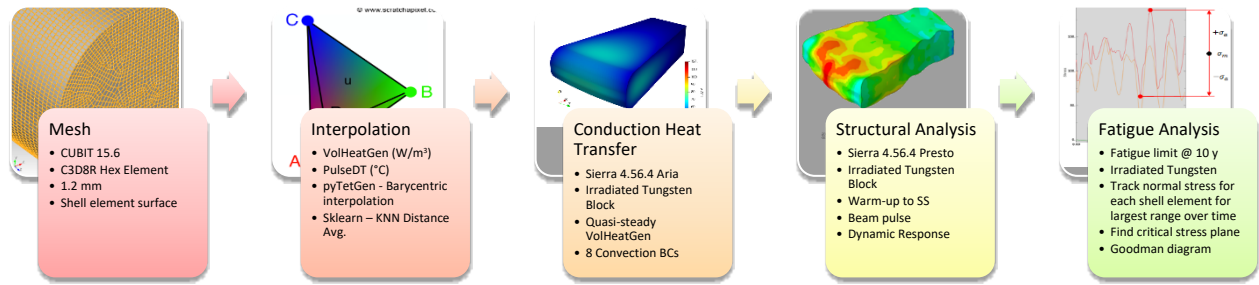 Mesh
• CUBIT 15.6
• C3D8R Hex Element
• 1.2 mm
• Shell element surface
© www.scratchapixel.cc
C
u
B
A
Interpolation
• VolHeatGen (W/m³)
• PulseDT (°C)
• pyTetGen - Barycentric
interpolation
• Sklearn – KNN Distance
Avg.
Conduction Heat
Transfer
• Sierra 4.56.4 Aria
• Irradiated Tungsten
Block
• Quasi-steady
VolHeatGen
• 8 Convection BCs
Structural Analysis
• Sierra 4.56.4 Presto
• Irradiated Tungsten
Block
• Warm-up to SS
• Beam pulse
• Dynamic Response
Fatigue Analysis
• Fatigue limit @ 10 y
• Irradiated Tungsten
• Track normal stress for
each shell element for
largest range over time
• Find critical stress plane
• Goodman diagram